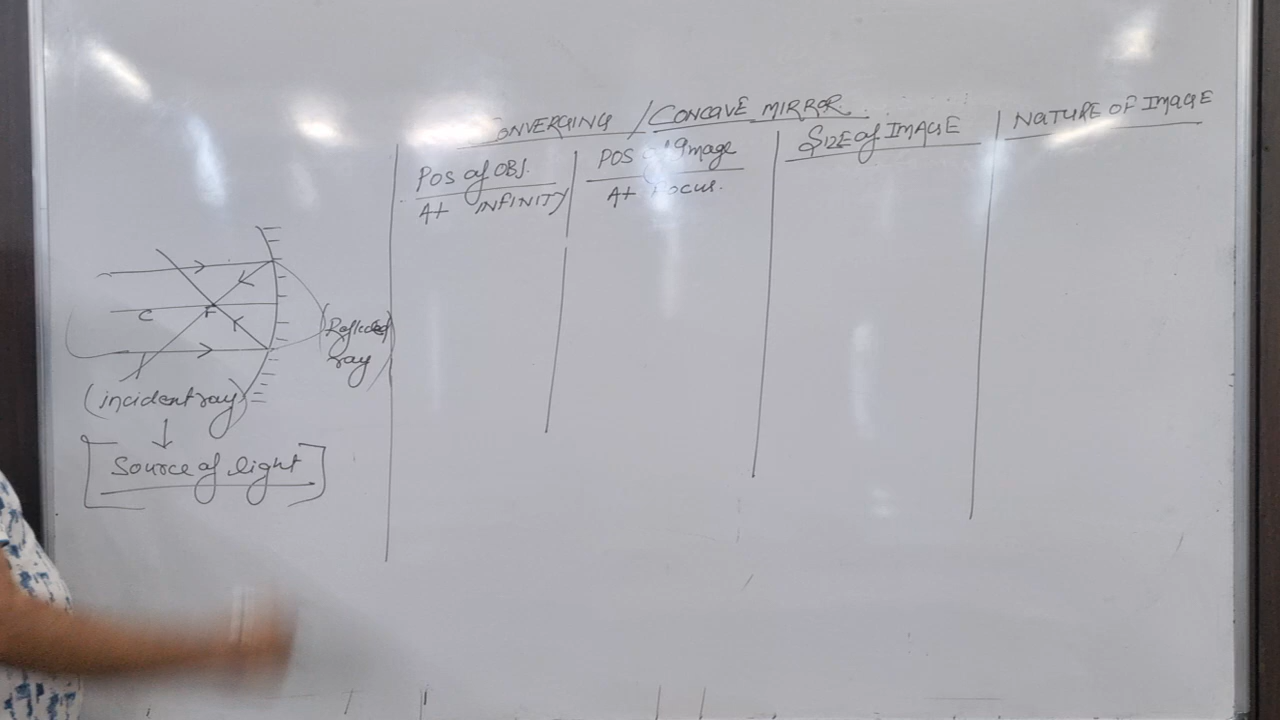 CONVERGING / CONCAVE MIRROR
POS of OBJ.
POS of Image
SIZE of IMAGE
NATURE OF IMAGE
At INFINITY
At Focus.
C
F
(Reflected
ray)
(incident ray)
[Source of light]